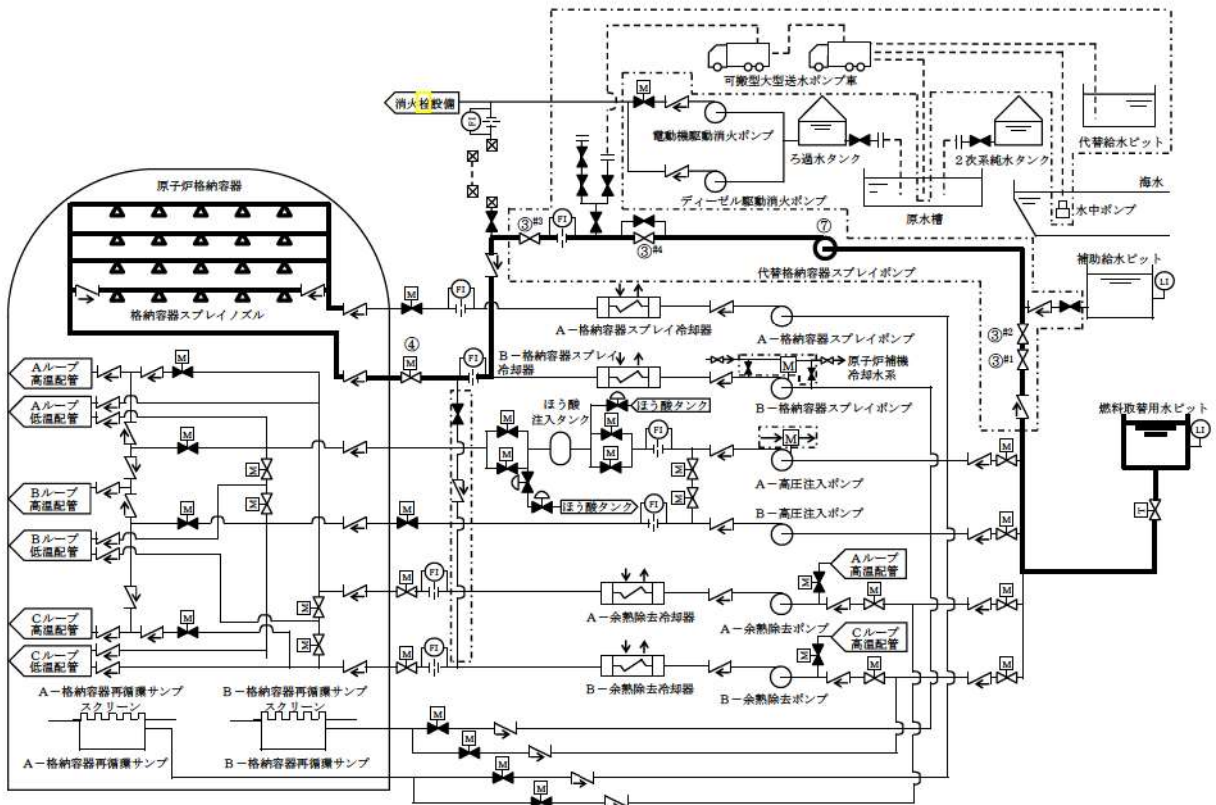 可搬型大型送水ポンプ車
消火栓設備
M
FI
電動機駆動消火ポンプ
ろ過水タンク
2次系純水タンク
代替給水ピット
海水
原子炉格納容器
ディーゼル駆動消火ポンプ
原水槽
水中ポンプ
③#3
FI
③#4
⑦
代替格納容器スプレイポンプ
補助給水ピット
LI
格納容器スプレイノズル
M
FI
A-格納容器スプレイ冷却器
A-格納容器スプレイポンプ
③#2
③#1
④
M
FI
B-格納容器スプレイ
冷却器
M
原子炉補機
冷却水系
B-格納容器スプレイポンプ
燃料取替用水ピット
LI
Aループ
高温配管
M
Aループ
低温配管
ほう酸
注入タンク
ほう酸タンク
M
M
M
M
M
FI
M
M
A-高圧注入ポンプ
M
M
M
Bループ
高温配管
M
M
ほう酸タンク
FI
M
M
B-高圧注入ポンプ
M
Bループ
低温配管
T
Aループ
高温配管
M
FI
M
M
M
A-余熱除去冷却器
A-余熱除去ポンプ
M
Cループ
高温配管
M
Cループ
高温配管
M
Cループ
低温配管
M
FI
M
M
M
B-余熱除去冷却器
B-余熱除去ポンプ
A-格納容器再循環サンプ
スクリーン
B-格納容器再循環サンプ
スクリーン
M
M
A-格納容器再循環サンプ
B-格納容器再循環サンプ
M
M